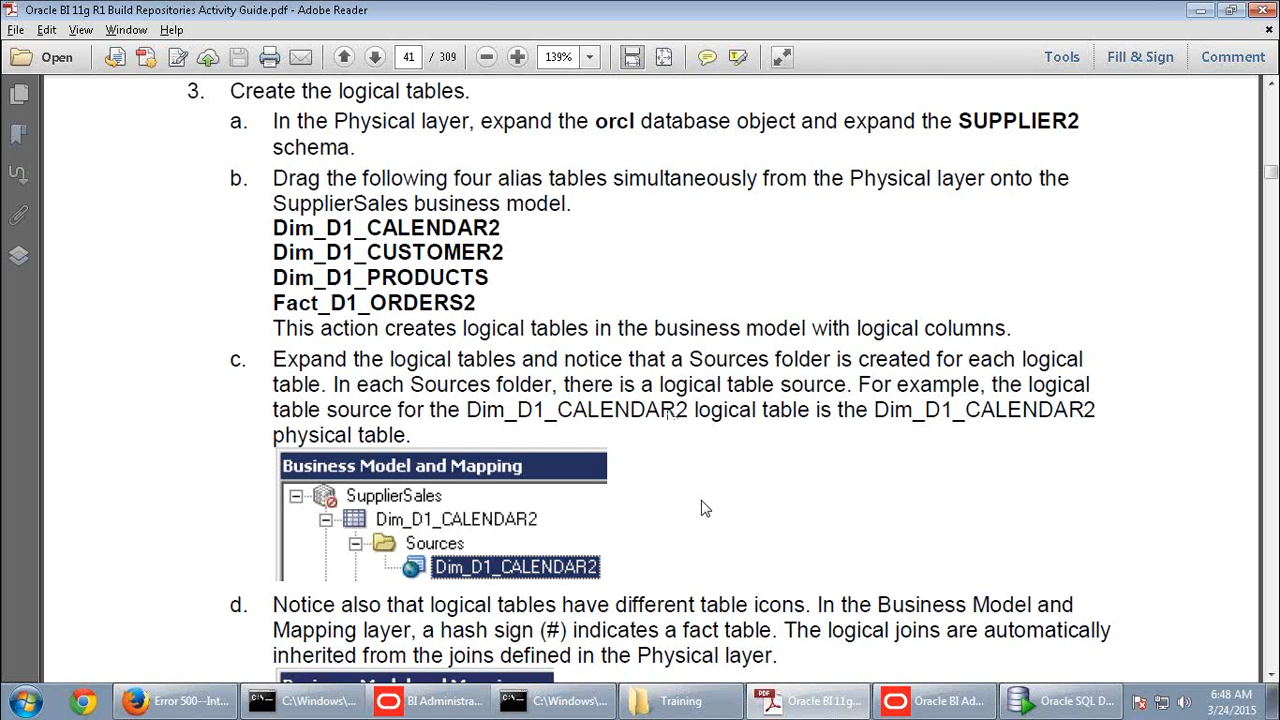 Oracle BI 11g R1 Build Repositories Activity Guide.pdf - Adobe Reader
File Edit View Window Help
Open 41 / 309 139% Tools Fill & Sign Comment
3. Create the logical tables.
a. In the Physical layer, expand the orcl database object and expand the SUPPLIER2
schema.
b. Drag the following four alias tables simultaneously from the Physical layer onto the
SupplierSales business model.
Dim_D1_CALENDAR2
Dim_D1_CUSTOMER2
Dim_D1_PRODUCTS
Fact_D1_ORDERS2
This action creates logical tables in the business model with logical columns.
c. Expand the logical tables and notice that a Sources folder is created for each logical
table. In each Sources folder, there is a logical table source. For example, the logical
table source for the Dim_D1_CALENDAR2 logical table is the Dim_D1_CALENDAR2
physical table.
Business Model and Mapping
SupplierSales
Dim_D1_CALENDAR2
Sources
Dim_D1_CALENDAR2
d. Notice also that logical tables have different table icons. In the Business Model and
Mapping layer, a hash sign (#) indicates a fact table. The logical joins are automatically
inherited from the joins defined in the Physical layer.
Business Model and Mapping
Error 500--Int... C:\Windows\... BI Administra... C:\Windows\... Training Oracle BI 11g... Oracle BI Ad... Oracle SQL D... 6:48 AM
3/24/2015